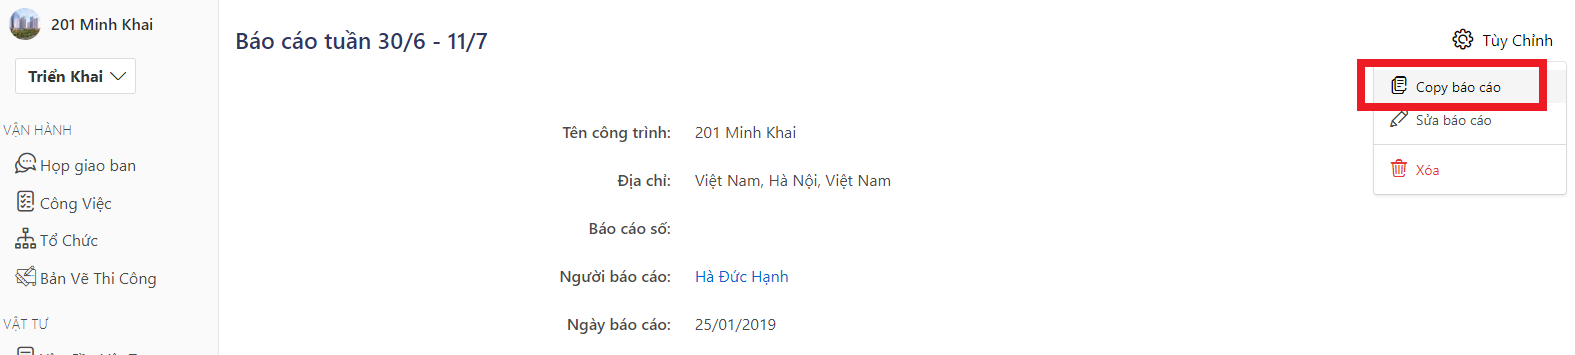 201 Minh Khai
Triển Khai
VẬN HÀNH
Họp giao ban
Công Việc
Tổ Chức
Bản Vẽ Thi Công
VẬT TƯ
Báo cáo tuần 30/6 - 11/7
Tùy Chỉnh
Copy báo cáo
Sửa báo cáo
Xóa
Tên công trình: 201 Minh Khai
Địa chỉ: Việt Nam, Hà Nội, Việt Nam
Báo cáo số:
Người báo cáo: Hà Đức Hạnh
Ngày báo cáo: 25/01/2019